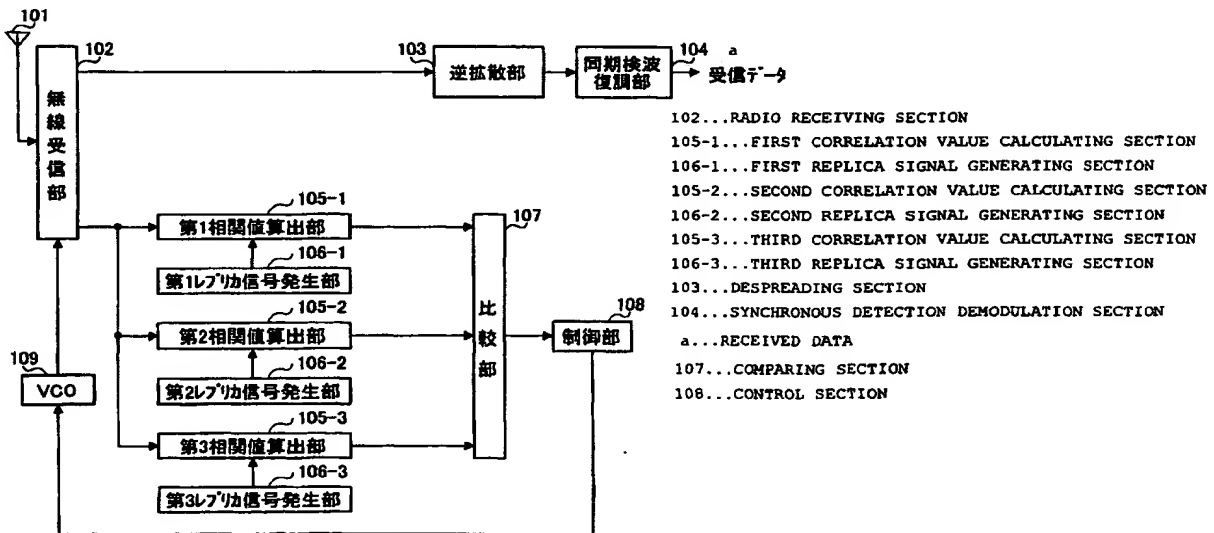 101
102
無線受信部
103
逆拡散部
104
同期検波
復調部
a
受信データ
105-1
第1相関値算出部
106-1
第1レプリカ信号発生部
105-2
第2相関値算出部
106-2
第2レプリカ信号発生部
105-3
第3相関値算出部
106-3
第3レプリカ信号発生部
107
比較部
108
制御部
109
VCO
102...RADIO RECEIVING SECTION
105-1...FIRST CORRELATION VALUE CALCULATING SECTION
106-1...FIRST REPLICA SIGNAL GENERATING SECTION
105-2...SECOND CORRELATION VALUE CALCULATING SECTION
106-2...SECOND REPLICA SIGNAL GENERATING SECTION
105-3...THIRD CORRELATION VALUE CALCULATING SECTION
106-3...THIRD REPLICA SIGNAL GENERATING SECTION
103...DESPREADING SECTION
104...SYNCHRONOUS DETECTION DEMODULATION SECTION
a...RECEIVED DATA
107...COMPARING SECTION
108...CONTROL SECTION